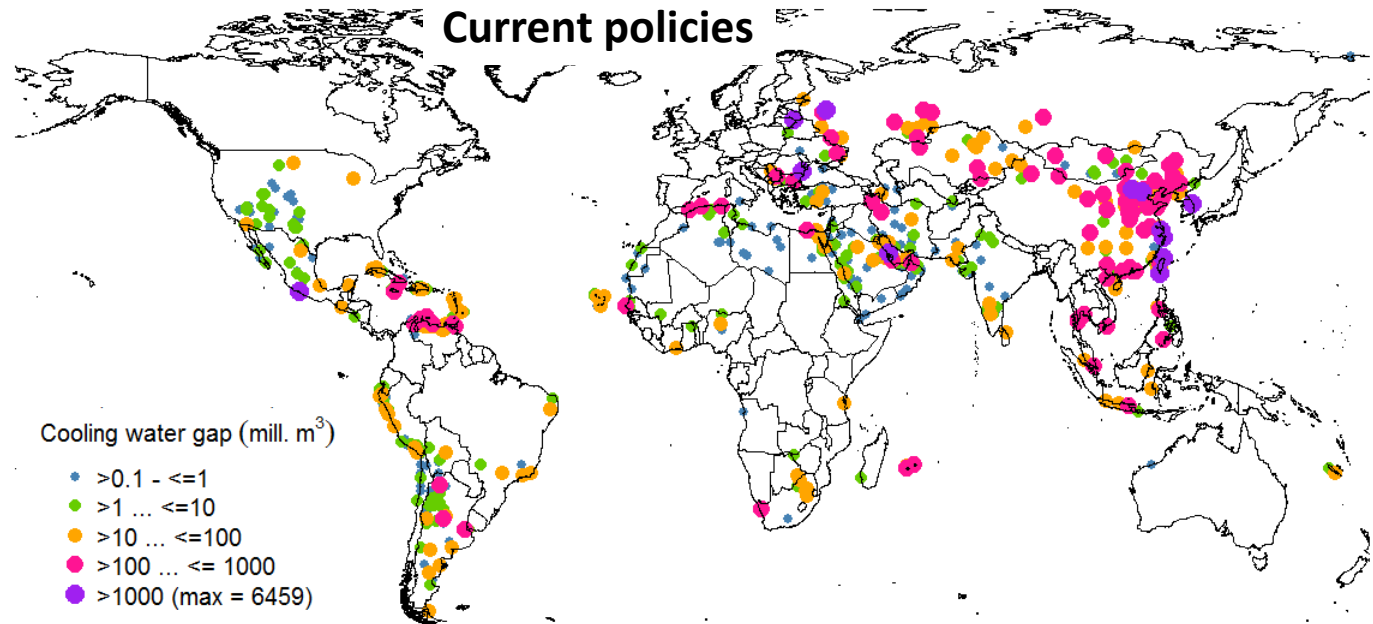 Current policies
Cooling water gap (mill. m³)
>0.1 - <=1
>1 ... <=10
>10 ... <=100
>100 ... <= 1000
>1000 (max = 6459)